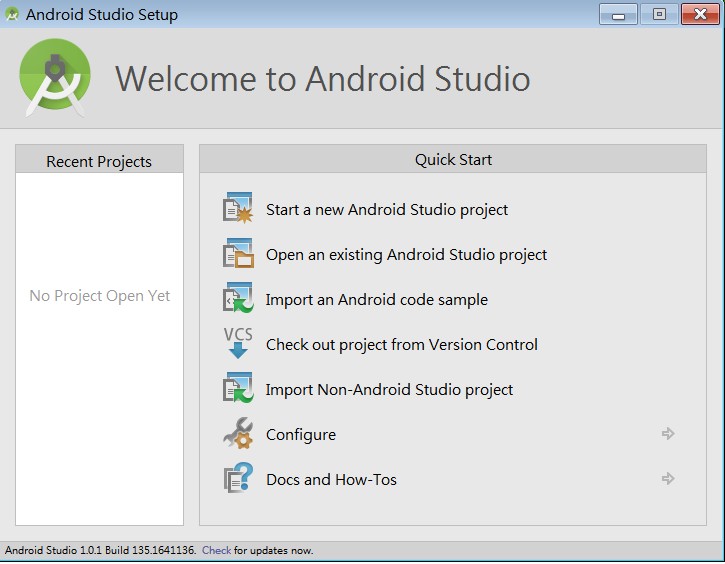 Android Studio Setup
Welcome to Android Studio
Recent Projects
No Project Open Yet
Quick Start
Start a new Android Studio project
Open an existing Android Studio project
Import an Android code sample
VCS
Check out project from Version Control
Import Non-Android Studio project
Configure
Docs and How-Tos
Android Studio 1.0.1 Build 135.1641136. Check for updates now.